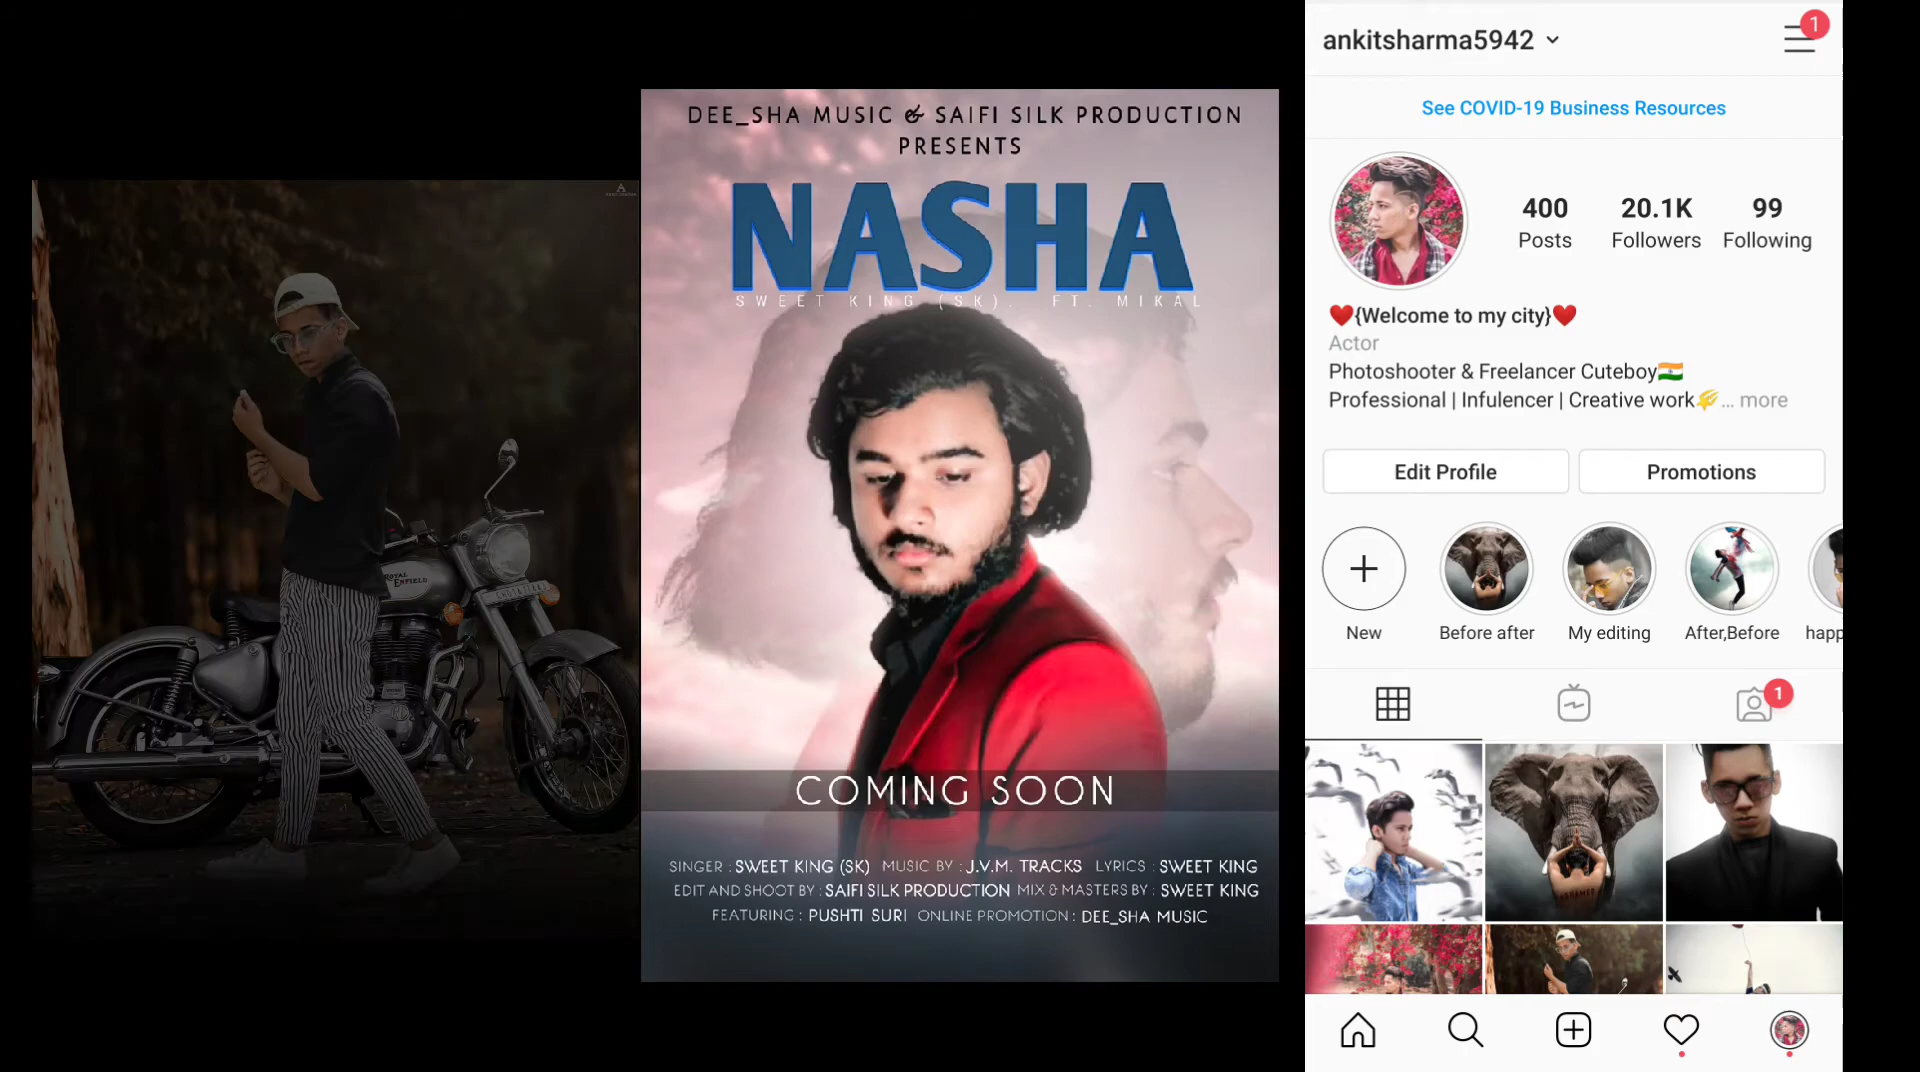 ROYAL
ENFIELD
DEE_SHA MUSIC & SAIFI SILK PRODUCTION
PRESENTS
NASHA
SWEET KING (SK). FT. MIKAL
COMING SOON
SINGER : SWEET KING (SK) MUSIC BY : J.V.M. TRACKS LYRICS : SWEET KING
EDIT AND SHOOT BY : SAIFI SILK PRODUCTION MIX & MASTERS BY : SWEET KING
FEATURING : PUSHTI SURI ONLINE PROMOTION : DEE_SHA MUSIC
ankitsharma5942
1
See COVID-19 Business Resources
400 20.1K 99
Posts Followers Following
❤️{Welcome to my city}❤️
Actor
Photoshooter & Freelancer Cuteboy🇮🇳
Professional | Infulencer | Creative work🌾... more
Edit Profile Promotions
New Before after My editing After,Before happ
1